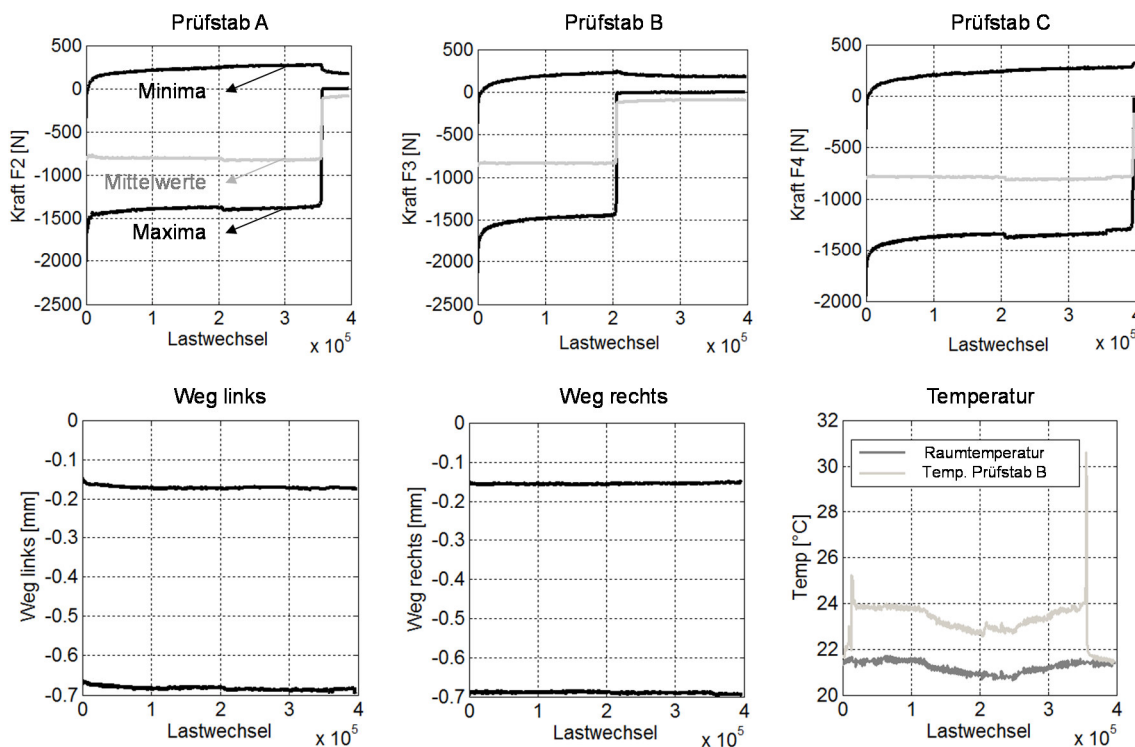 Prüfstab A
Kraft F2 [N]
500
0
-500
-1000
-1500
-2000
-2500
Minima
Mittelwerte
Maxima
0
1
2
3
4
Lastwechsel
x 10^5
Prüfstab B
Kraft F3 [N]
500
0
-500
-1000
-1500
-2000
-2500
0
1
2
3
4
Lastwechsel
x 10^5
Prüfstab C
Kraft F4 [N]
500
0
-500
-1000
-1500
-2000
0
1
2
3
4
Lastwechsel
x 10^5
Weg links
Weg links [mm]
0
-0.1
-0.2
-0.3
-0.4
-0.5
-0.6
-0.7
0
1
2
3
4
Lastwechsel
x 10^5
Weg rechts
Weg rechts [mm]
0
-0.1
-0.2
-0.3
-0.4
-0.5
-0.6
-0.7
0
1
2
3
4
Lastwechsel
x 10^5
Temperatur
Temp [°C]
32
30
28
26
24
22
20
Raumtemperatur
Temp. Prüfstab B
0
1
2
3
4
Lastwechsel
x 10^5